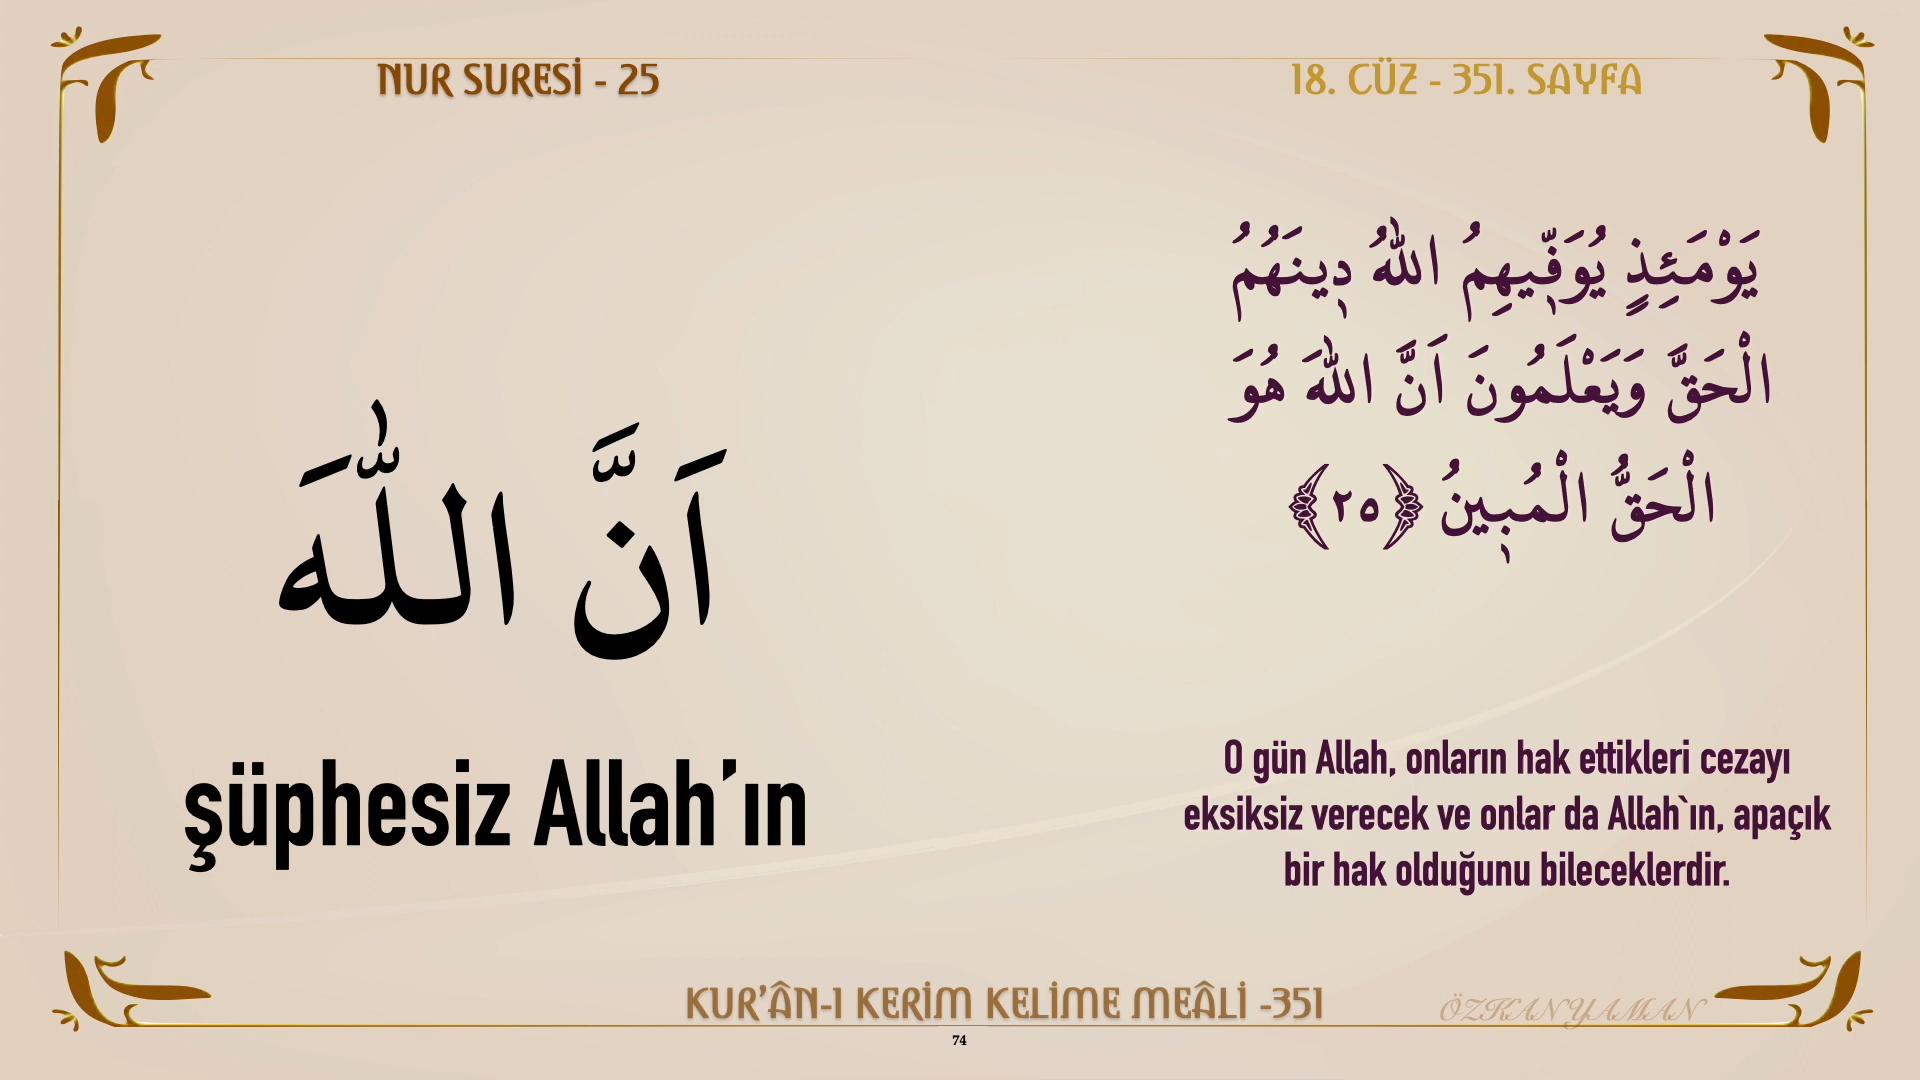 NUR SURESİ - 25
18. CÜZ - 351. SAYFA
اَنَّ اللّٰهَ
şüphesiz Allah’ın
يَوْمَئِذٍ يُوَفّ۪يهِمُ اللّٰهُ د۪ينَهُمُ
الْحَقَّ وَيَعْلَمُونَ اَنَّ اللّٰهَ هُوَ
الْحَقُّ الْمُب۪ينُ ﴿٢٥﴾
O gün Allah, onların hak ettikleri cezayı
eksiksiz verecek ve onlar da Allah`ın, apaçık
bir hak olduğunu bileceklerdir.
KUR’ÂN-I KERİM KELİME MEÂLİ -351
ÖZKAN YAMAN
74